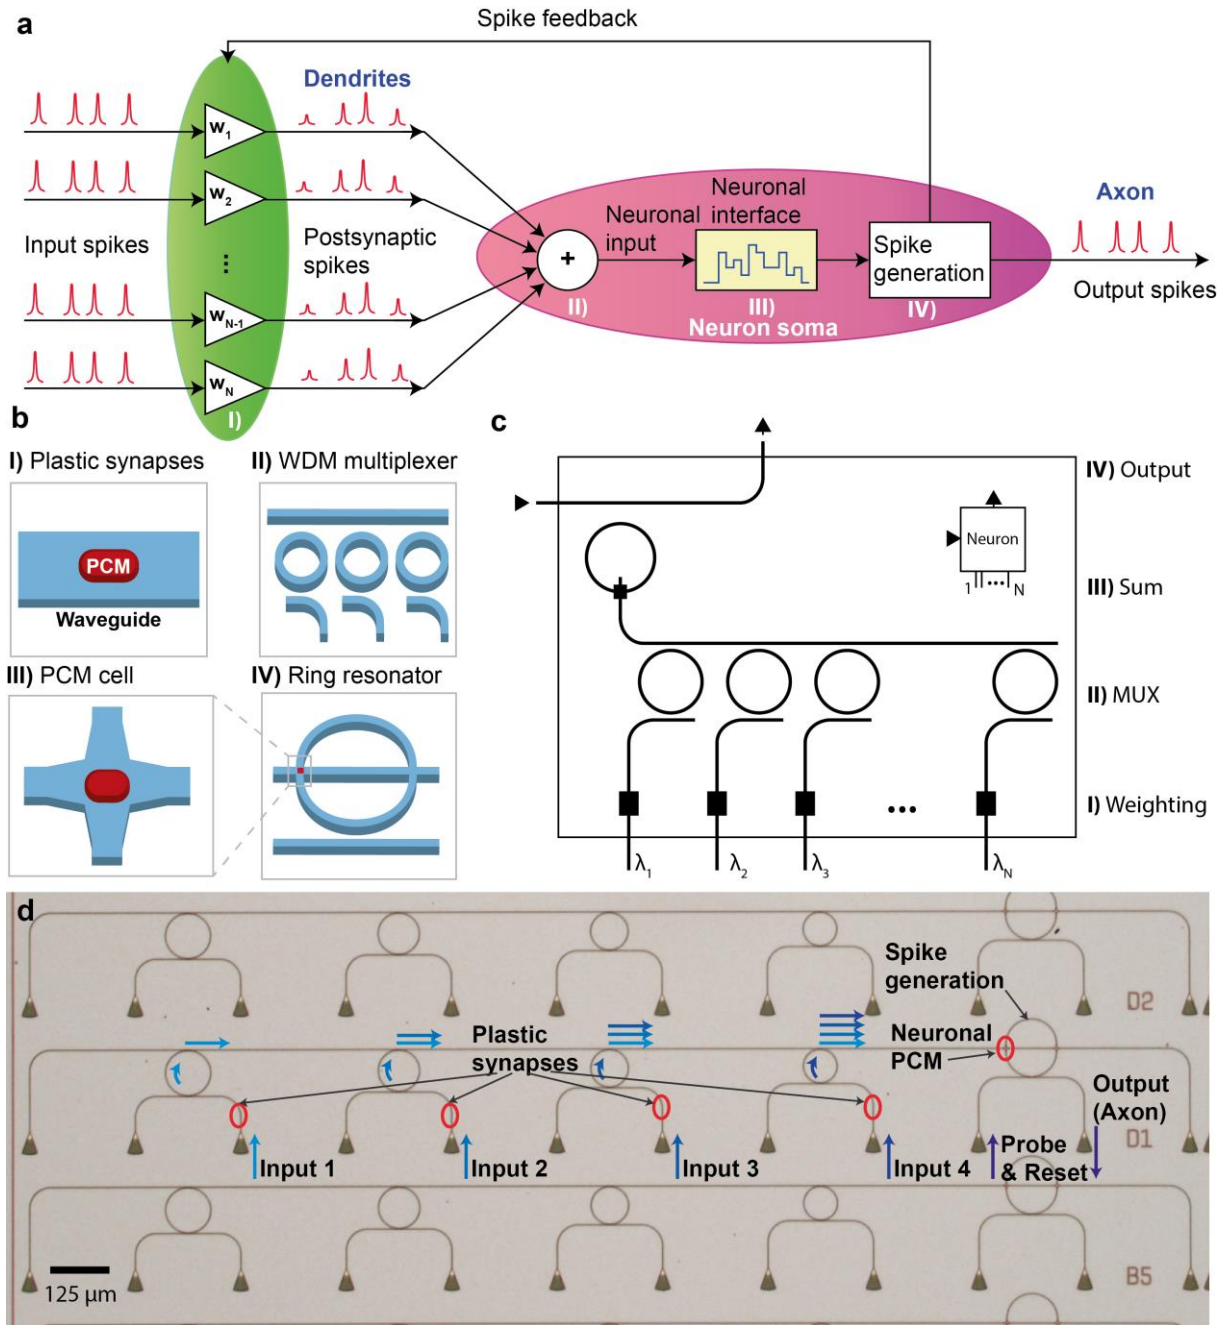 a
Spike feedback
Dendrites
w1
w2
Input spikes
Postsynaptic
spikes
...
wN-1
wN
I)
Neuronal
input
Neuronal
interface
+
II)
III)
Neuron soma
Spike
generation
IV)
Axon
Output spikes
b
I) Plastic synapses
PCM
Waveguide
II) WDM multiplexer
III) PCM cell
IV) Ring resonator
c
IV) Output
Neuron
1
N
III) Sum
II) MUX
I) Weighting
...
λ1
λ2
λ3
λN
d
Spike
generation
D2
Plastic
synapses
Neuronal
PCM
Output
(Axon)
D1
Input 1
Input 2
Input 3
Input 4
Probe
& Reset
B5
125 µm